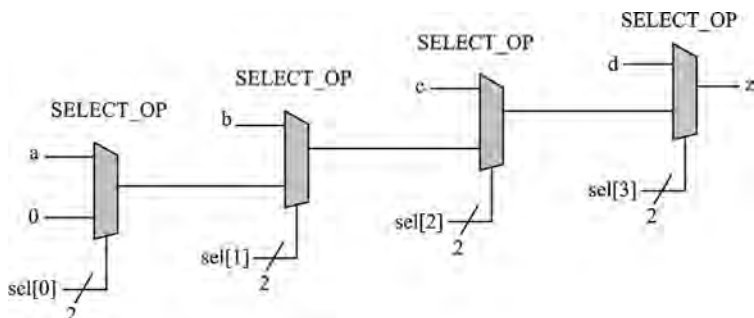 SELECT_OP
d
z
sel[3]
2
SELECT_OP
c
sel[2]
2
SELECT_OP
b
sel[1]
2
SELECT_OP
a
0
sel[0]
2